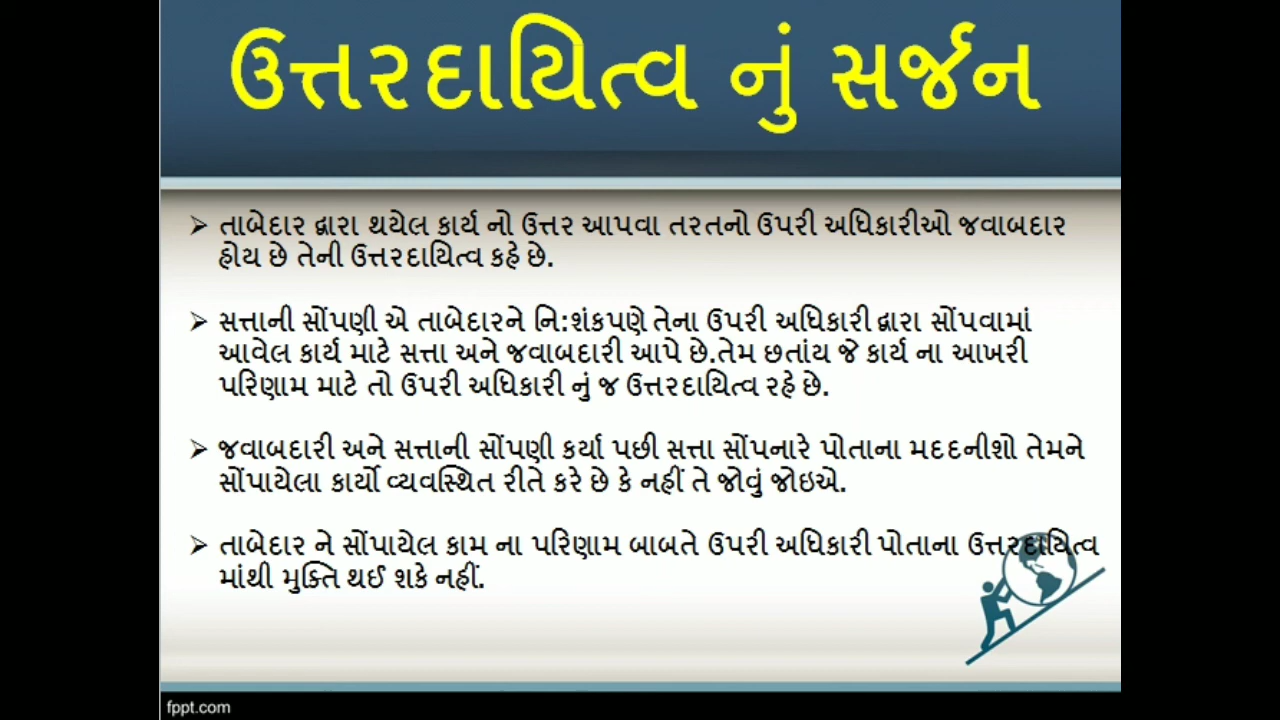 ઉત્તરદાયિત્વ નું સર્જન
➢ તાબેદાર દ્વારા થયેલ કાર્ય નો ઉત્તર આપવા તરતનો ઉપરી અધિકારીઓ જવાબદાર
હોય છે તેની ઉત્તરદાયિત્વ કહે છે.
➢ સત્તાની સોંપણી એ તાબેદારને નિ:શંકપણે તેના ઉપરી અધિકારી દ્વારા સોંપવામાં
આવેલ કાર્ય માટે સત્તા અને જવાબદારી આપે છે.તેમ છતાંય જે કાર્ય ના આખરી
પરિણામ માટે તો ઉપરી અધિકારી નું જ ઉત્તરદાયિત્વ રહે છે.
➢ જવાબદારી અને સત્તાની સોંપણી કર્યા પછી સત્તા સોંપનારે પોતાના મદદનીશો તેમને
સોંપાયેલા કાર્યો વ્યવસ્થિત રીતે કરે છે કે નહીં તે જોવું જોઇએ.
➢ તાબેદાર ને સોંપાયેલ કામ ના પરિણામ બાબતે ઉપરી અધિકારી પોતાના ઉત્તરદાયિત્વ
માંથી મુક્તિ થઈ શકે નહીં.
fppt.com